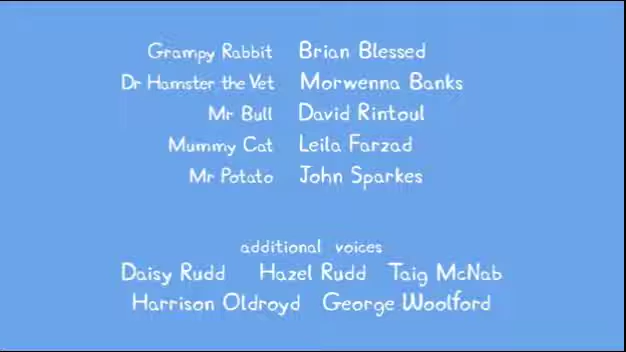 Grampy Rabbit Brian Blessed
Dr Hamster the Vet Morwenna Banks
Mr Bull David Rintoul
Mummy Cat Leila Farzad
Mr Potato John Sparkes
additional voices
Daisy Rudd Hazel Rudd Taig McNab
Harrison Oldroyd George Woolford